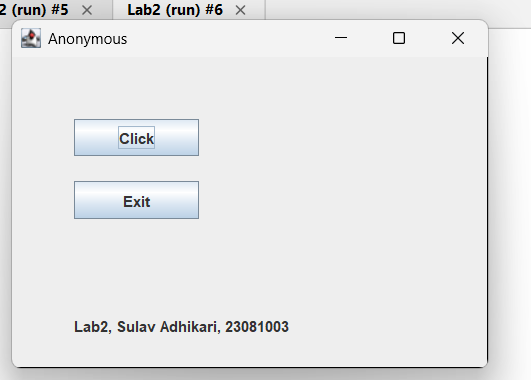 2 (run) #5
Lab2 (run) #6
Anonymous
Click
Exit
Lab2, Sulav Adhikari, 23081003